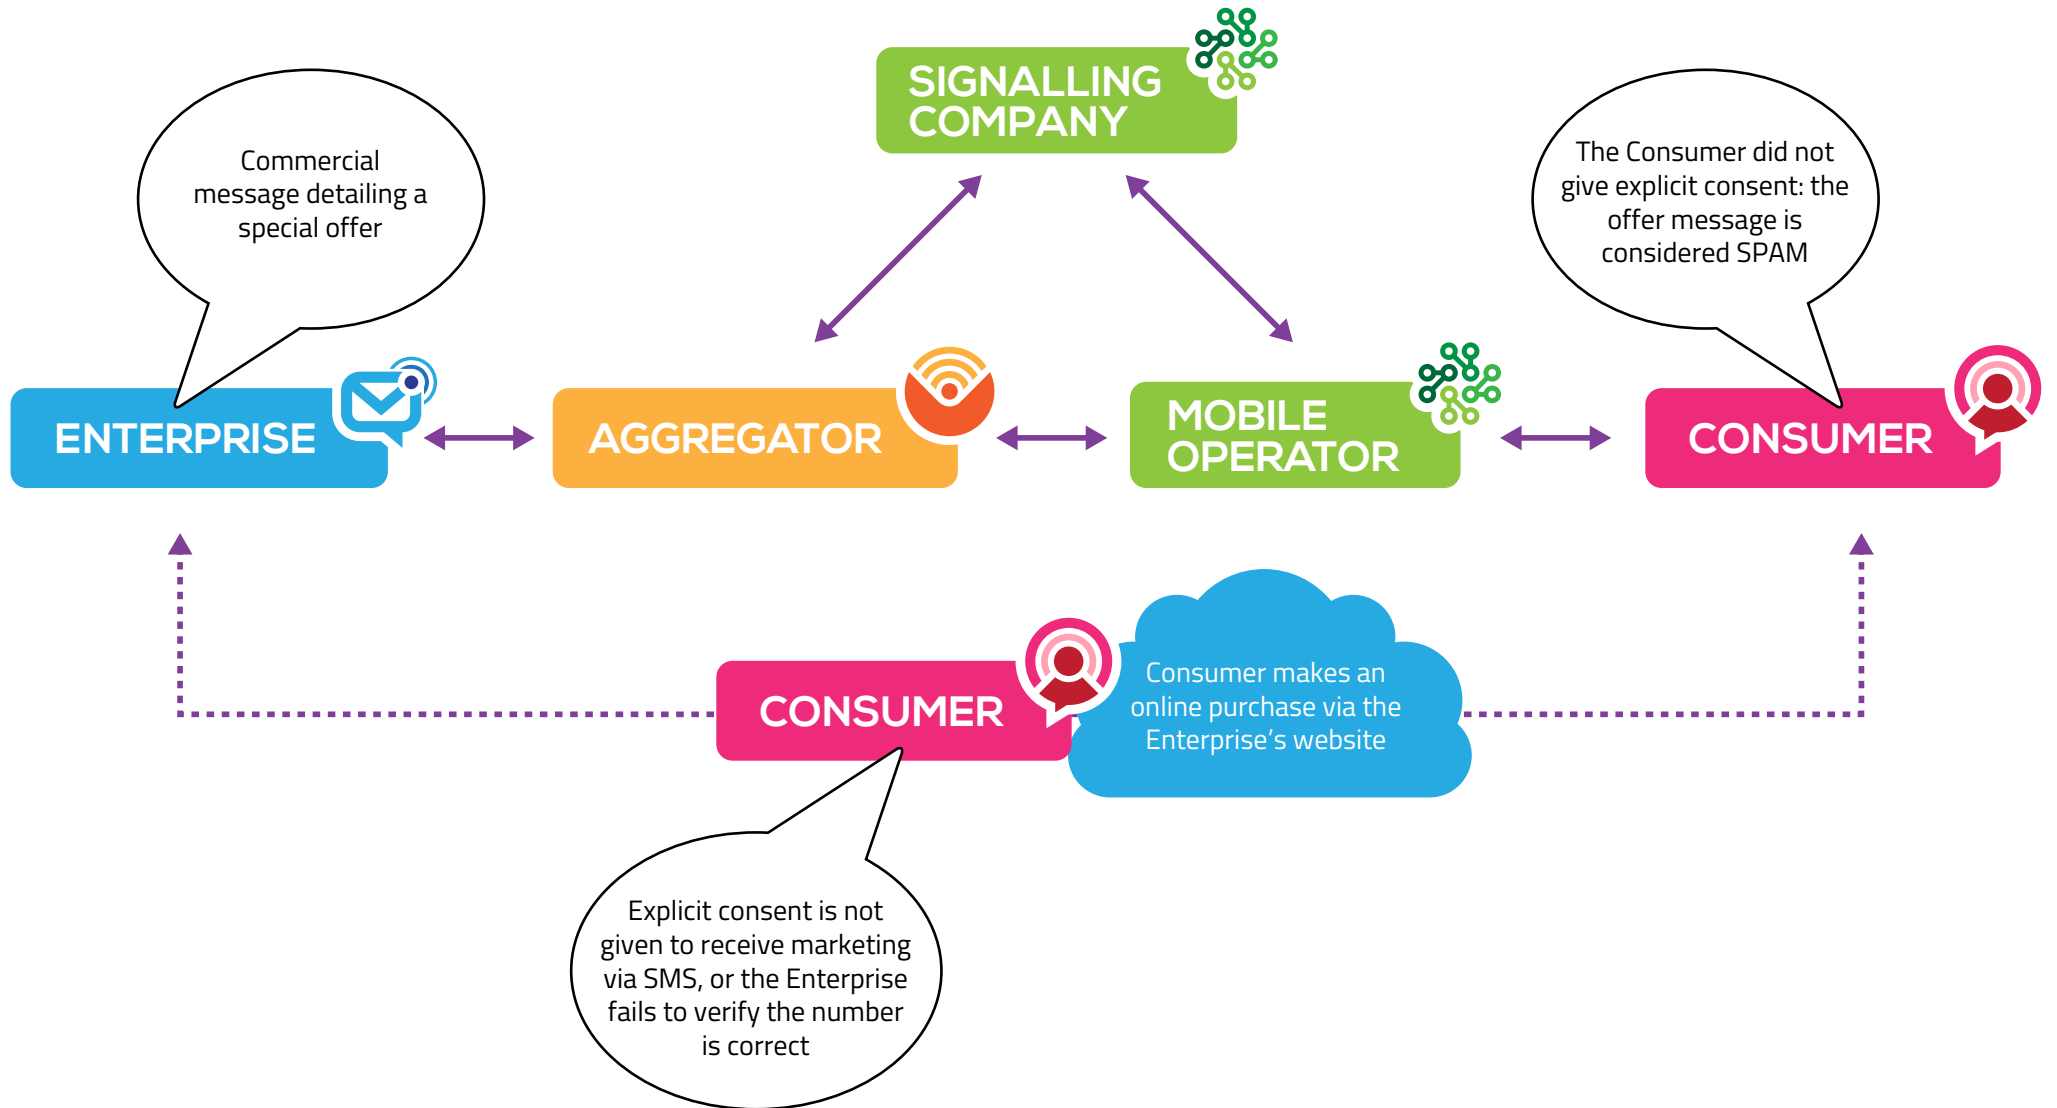 SIGNALLING
COMPANY
Commercial
message detailing a
special offer
The Consumer did not
give explicit consent: the
offer message is
considered SPAM
ENTERPRISE
AGGREGATOR
MOBILE
OPERATOR
CONSUMER
CONSUMER
Consumer makes an
online purchase via the
Enterprise’s website
Explicit consent is not
given to receive marketing
via SMS, or the Enterprise
fails to verify the number
is correct